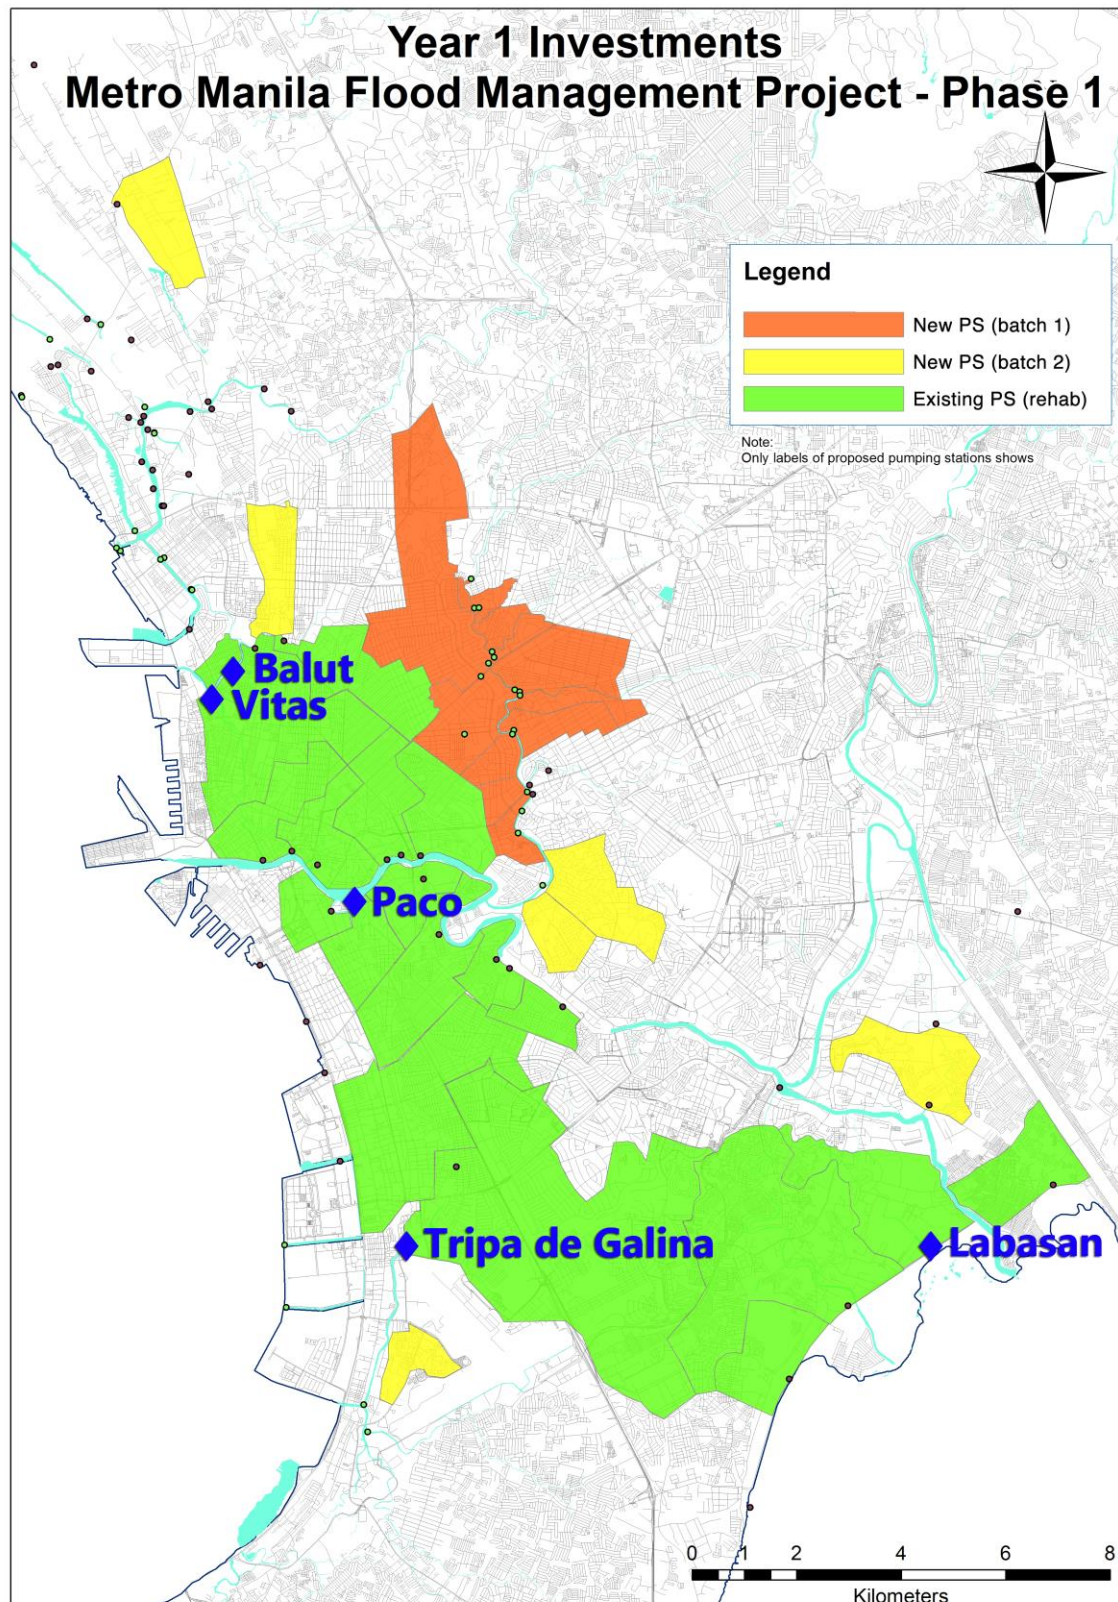 Year 1 Investments
Metro Manila Flood Management Project - Phase 1
Legend
New PS (batch 1)
New PS (batch 2)
Existing PS (rehab)
Note:
Only labels of proposed pumping stations shows
Balut
Vitas
Paco
Tripa de Galina
Labasan
0 1 2 4 6 8
Kilometers